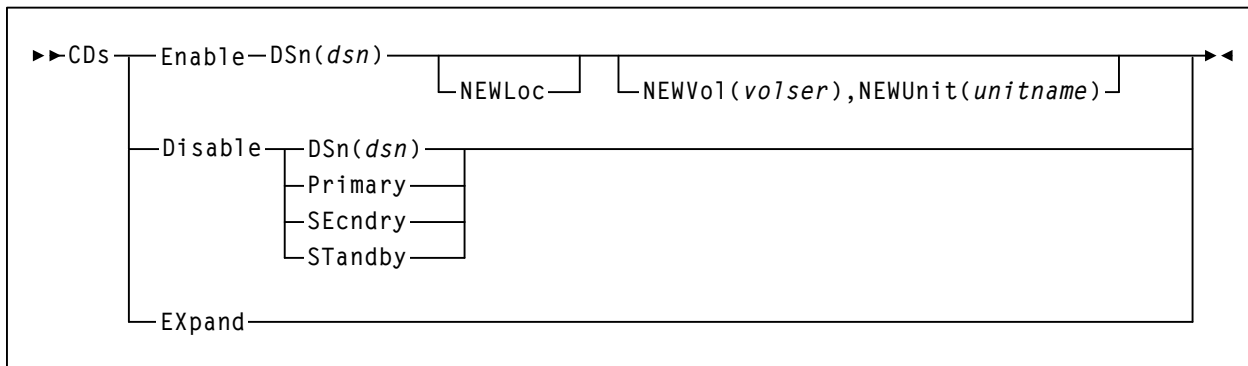 CDs Enable DSn(dsn)
NEWLoc NEWVol(volser),NEWUnit(unitname)
Disable DSn(dsn)
Primary
SEcndry
STandby
EXpand